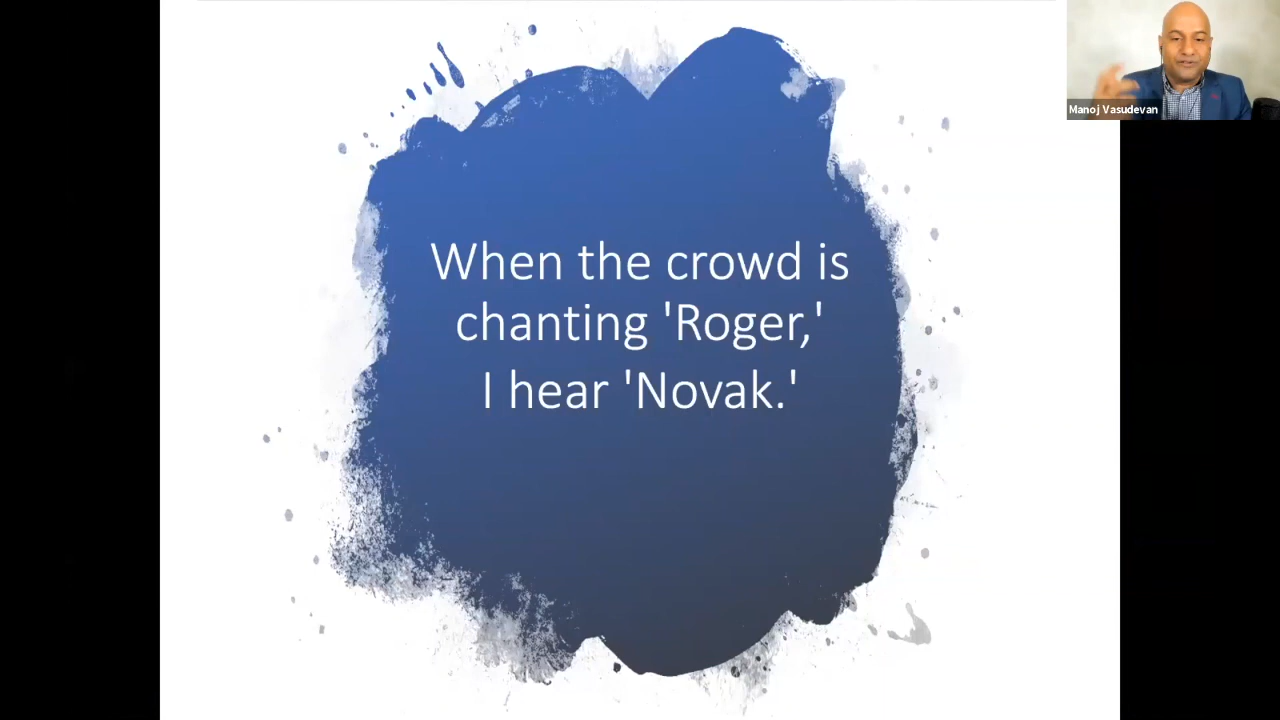 When the crowd is
chanting 'Roger,'
I hear 'Novak.'
Manoj Vasudevan